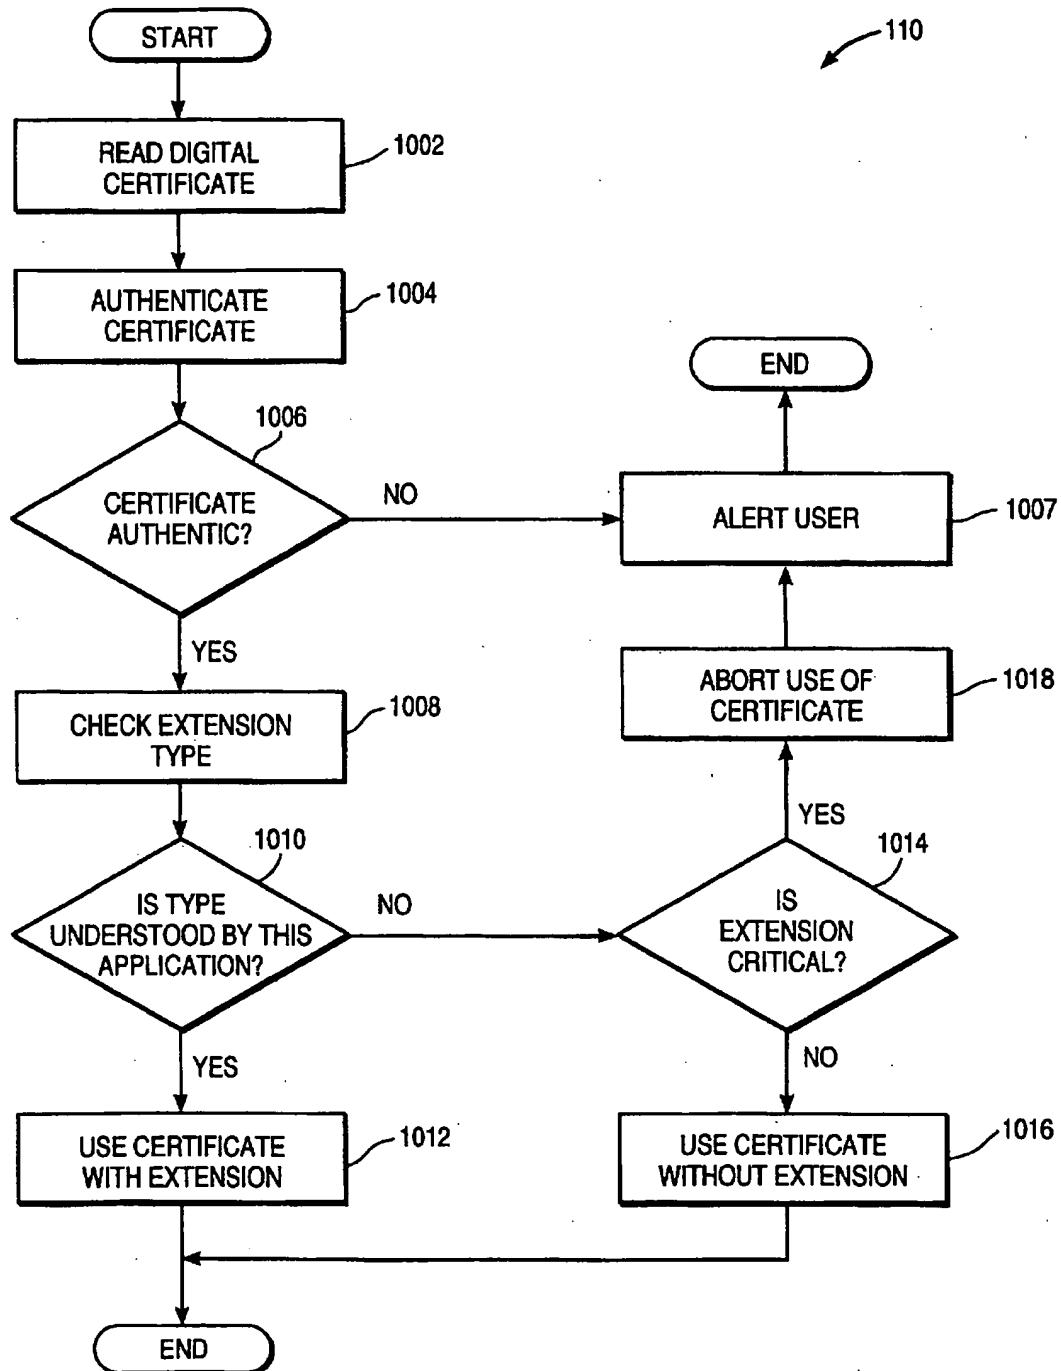 START
110
READ DIGITAL
CERTIFICATE
1002
AUTHENTICATE
CERTIFICATE
1004
END
1006
CERTIFICATE
AUTHENTIC?
NO
ALERT USER
1007
YES
CHECK EXTENSION
TYPE
1008
ABORT USE OF
CERTIFICATE
1018
YES
1010
IS TYPE
UNDERSTOOD BY THIS
APPLICATION?
NO
1014
IS
EXTENSION
CRITICAL?
YES
NO
USE CERTIFICATE
WITH EXTENSION
1012
USE CERTIFICATE
WITHOUT EXTENSION
1016
END